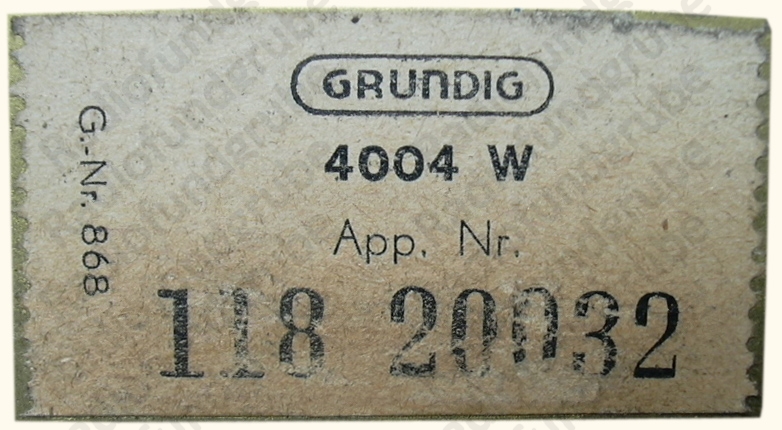 GRUNDIG
4004 W
App. Nr.
118 20032
G.-Nr. 868